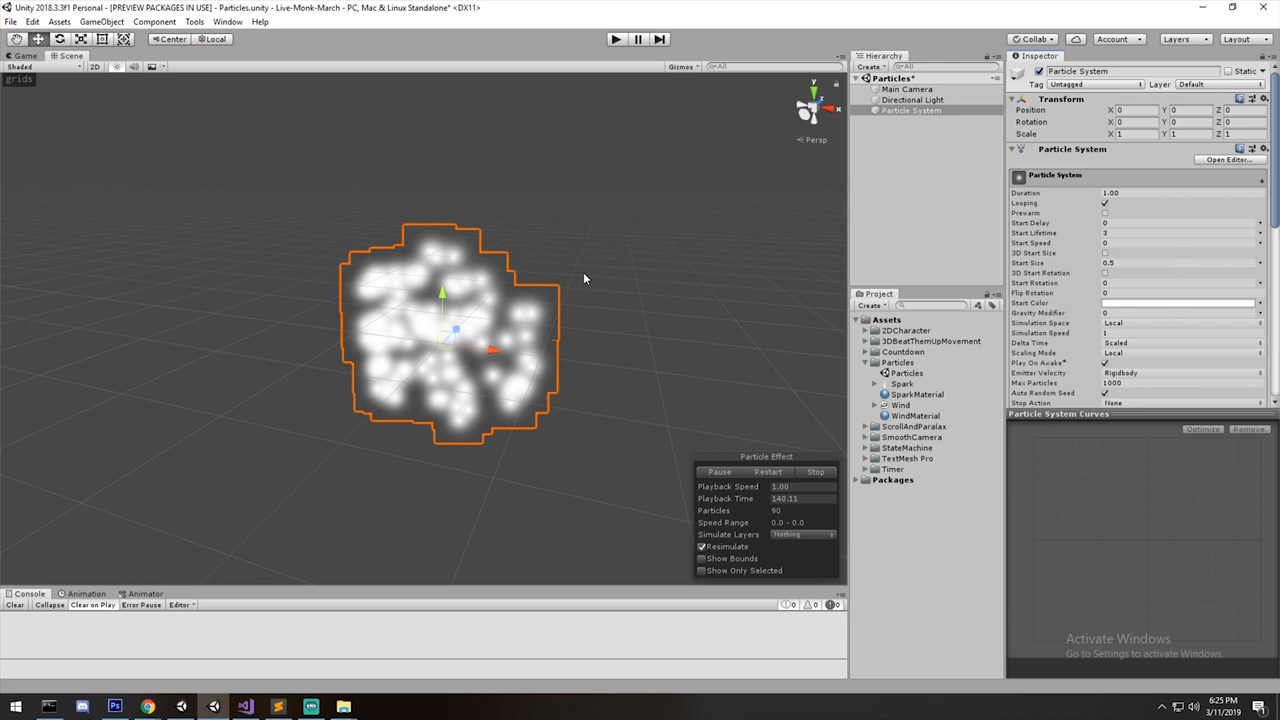 Unity 2018.3.3f1 Personal - [PREVIEW PACKAGES IN USE] - Particles.unity - Live-Monk-March - PC, Mac & Linux Standalone* <DX11>
File Edit Assets GameObject Component Tools Window Help
Center Local Collab Account Layers Layout
Game Scene
Shaded 2D Gizmos All
grids
y
x
Persp
Particle Effect
Pause Restart Stop
Playback Speed 1.00
Playback Time 140.11
Particles 90
Speed Range 0.0 - 0.0
Simulate Layers Nothing
Resimulate
Show Bounds
Show Only Selected
Console Animation Animator
Clear Collapse Clear on Play Error Pause Editor 0 0 0
Hierarchy
Create All
Particles*
Main Camera
Directional Light
Particle System
Project
Create
Assets
2DCharacter
3DBeatThemUpMovement
Countdown
Particles
Particles
Spark
SparkMaterial
Wind
WindMaterial
ScrollAndParalax
SmoothCamera
StateMachine
TextMesh Pro
Timer
Packages
Inspector
Particle System Static
Tag Untagged Layer Default
Transform
Position X 0 Y 0 Z 0
Rotation X 0 Y 0 Z 0
Scale X 1 Y 1 Z 1
Particle System
Open Editor...
Particle System
Duration 1.00
Looping
Prewarm
Start Delay 0
Start Lifetime 3
Start Speed 0
3D Start Size
Start Size 0.5
3D Start Rotation
Start Rotation 0
Flip Rotation 0
Start Color
Gravity Modifier 0
Simulation Space Local
Simulation Speed 1
Delta Time Scaled
Scaling Mode Local
Play On Awake*
Emitter Velocity Rigidbody
Max Particles 1000
Auto Random Seed
Stop Action None
Particle System Curves
Optimize Remove
Activate Windows
Go to Settings to activate Windows.
6:25 PM
3/11/2019